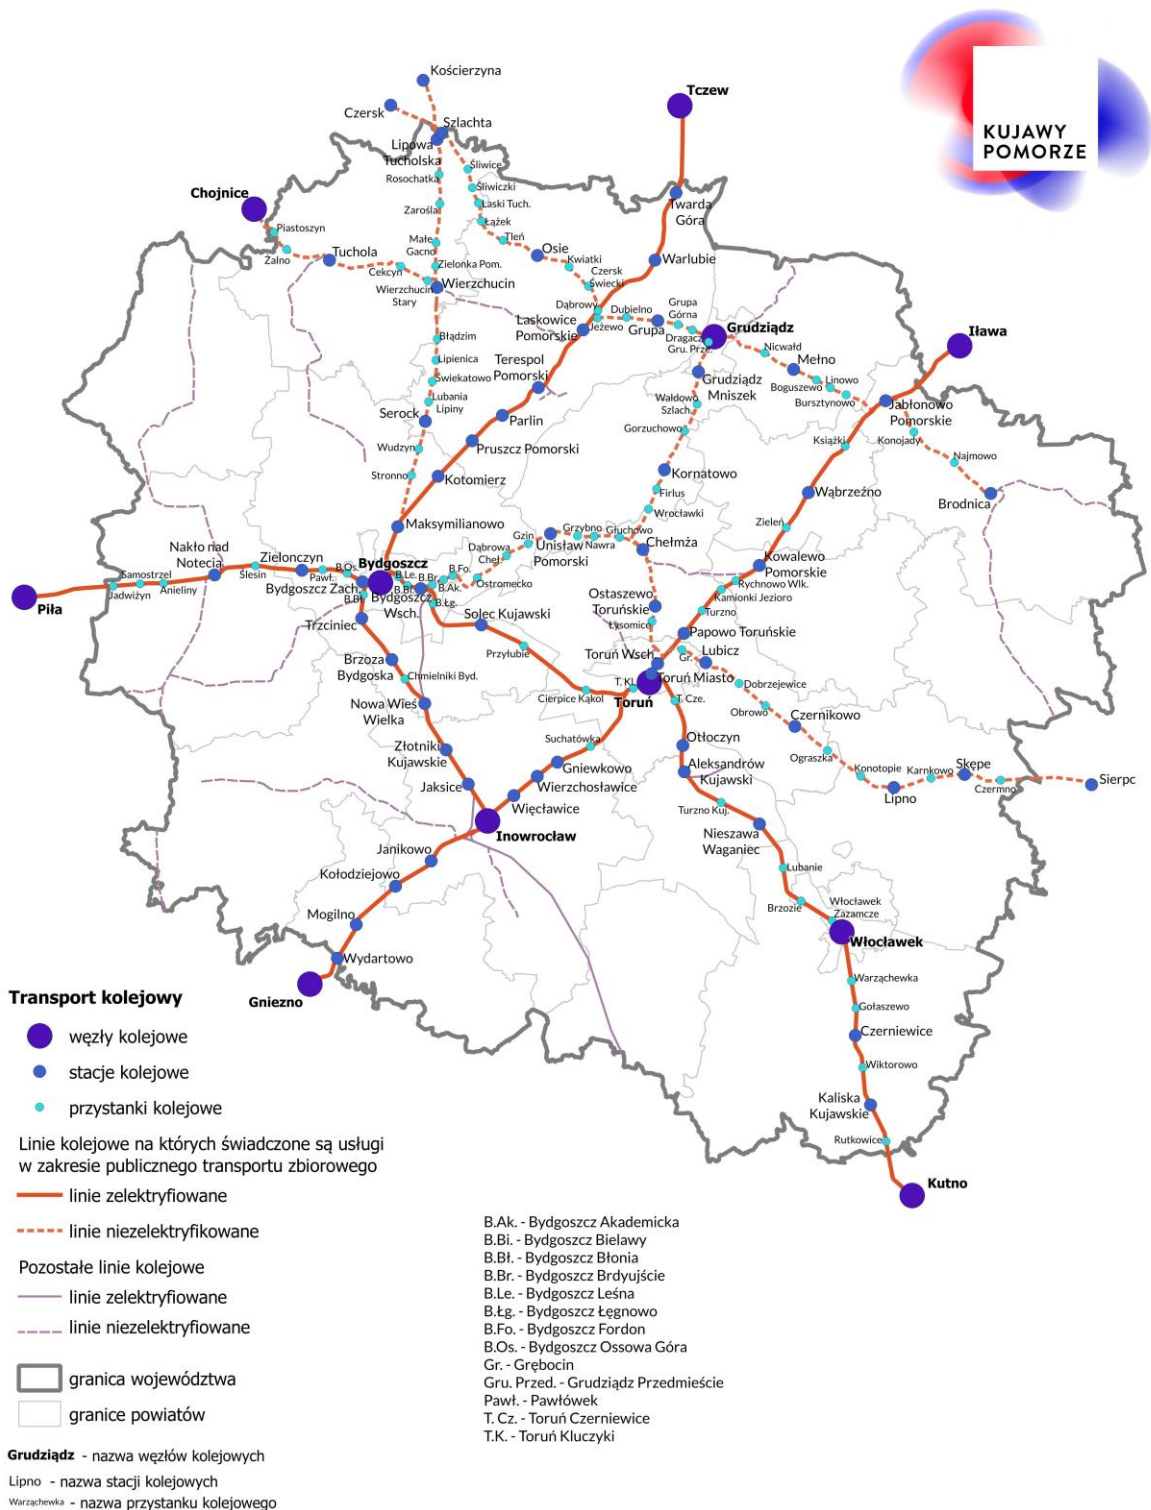 KUJAWY
POMORZE
Kościerzyna
Czersk
Szlachta
Lipowa
Tucholska
Tczew
Śliwice
Rosochatka
Śliwiczki
Chojnice
Laski Tuch.
Zarośla
Twarda
Góra
Łążek
Piastoszyn
Tleń
Małe
Gacno
Osie
Żalno
Tuchola
Kwiatki
Warlubie
Cekcyn
Zielonka Pom.
Czersk
Świecki
Wierzchucin
Stary
Wierzchucin
Dąbrowy
Dubielno
Grupa
Górna
Laskowice
Pomorskie
Jeżewo
Grupa
Grudziądz
Iława
Błądzim
Dragacz
Gru. Prze.
Nicwałd
Lipienica
Terespol
Pomorski
Mełno
Świekatowo
Grudziądz
Mniszek
Boguszewo
Linowo
Lubania
Lipiny
Wałdowo
Szlach.
Bursztynowo
Jabłonowo
Pomorskie
Serock
Parlin
Gorzuchowo
Książki
Konojady
Wudzyn
Pruszcz Pomorski
Najmowo
Stronno
Kotomierz
Kornatowo
Firlus
Wąbrzeźno
Brodnica
Wrocławki
Maksymilianowo
Zieleń
Gzin
Grzybno
Głuchowo
Nakło nad
Notecią
Zielonczyn
Bydgoszcz
Dąbrowa
Cheł.
Unisław
Pomorski
Nawra
Chełmża
Kowalewo
Pomorskie
Samostrzel
Ślesin
Pawł.
B.Os.
B.Le.
B.Br.
B.Fo.
B.Ak.
Ostromecko
Rychnowo Wlk.
Piła
Jadwiżyn
Anieliny
Bydgoszcz Zach.
B.Bł.
B.Bi.
Bydgoszcz
Wsch.
B.Łg.
Ostaszewo
Toruńskie
Kamionki Jezioro
Trzciniec
Solec Kujawski
Łysomice
Turzno
Papowo Toruńskie
Przyłubie
Toruń Wsch.
Gr.
Lubicz
Brzoza
Bydgoska
Chmielniki Byd.
T. Kl.
Toruń Miasto
Dobrzejewice
Cierpice Kąkol
Toruń
T. Cze.
Obrowo
Nowa Wieś
Wielka
Czernikowo
Suchatówka
Otłoczyn
Złotniki
Kujawskie
Ograszka
Gniewkowo
Aleksandrów
Kujawski
Konotopie
Karnkowo
Skępe
Jaksice
Wierzchosławice
Sierpc
Więcławice
Turzno Kuj.
Lipno
Czermno
Inowrocław
Nieszawa
Waganiec
Janikowo
Kołodziejowo
Lubanie
Brzozie
Włocławek
Zazamcze
Mogilno
Włocławek
Wydartowo
Gniezno
Warząchewka
Gołaszewo
Czerniewice
Wiktorowo
Kaliska
Kujawskie
Rutkowice
Kutno
Transport kolejowy
węzły kolejowe
stacje kolejowe
przystanki kolejowe
Linie kolejowe na których świadczone są usługi
w zakresie publicznego transportu zbiorowego
linie zelektryfiowane
linie niezelektryfikowane
Pozostałe linie kolejowe
linie zelektryfiowane
linie niezelektryfiowane
granica województwa
granice powiatów
Grudziądz - nazwa węzłów kolejowych
Lipno - nazwa stacji kolejowych
Warząchewka - nazwa przystanku kolejowego
B.Ak. - Bydgoszcz Akademicka
B.Bi. - Bydgoszcz Bielawy
B.Bł. - Bydgoszcz Błonia
B.Br. - Bydgoszcz Brdyujście
B.Le. - Bydgoszcz Leśna
B.Łg. - Bydgoszcz Łęgnowo
B.Fo. - Bydgoszcz Fordon
B.Os. - Bydgoszcz Ossowa Góra
Gr. - Grębocin
Gru. Przed. - Grudziądz Przedmieście
Pawł. - Pawłówek
T. Cz. - Toruń Czerniewice
T.K. - Toruń Kluczyki